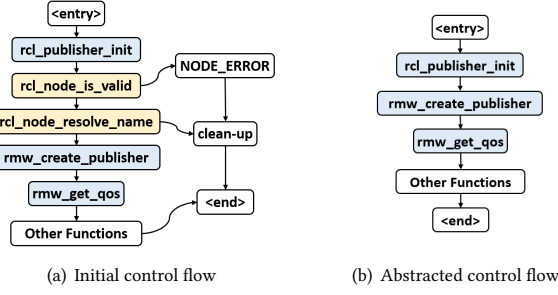 <entry>
rcl_publisher_init
rcl_node_is_valid
NODE_ERROR
rcl_node_resolve_name
clean-up
rmw_create_publisher
rmw_get_qos
<end>
Other Functions
(a) Initial control flow
<entry>
rcl_publisher_init
rmw_create_publisher
rmw_get_qos
Other Functions
<end>
(b) Abstracted control flow